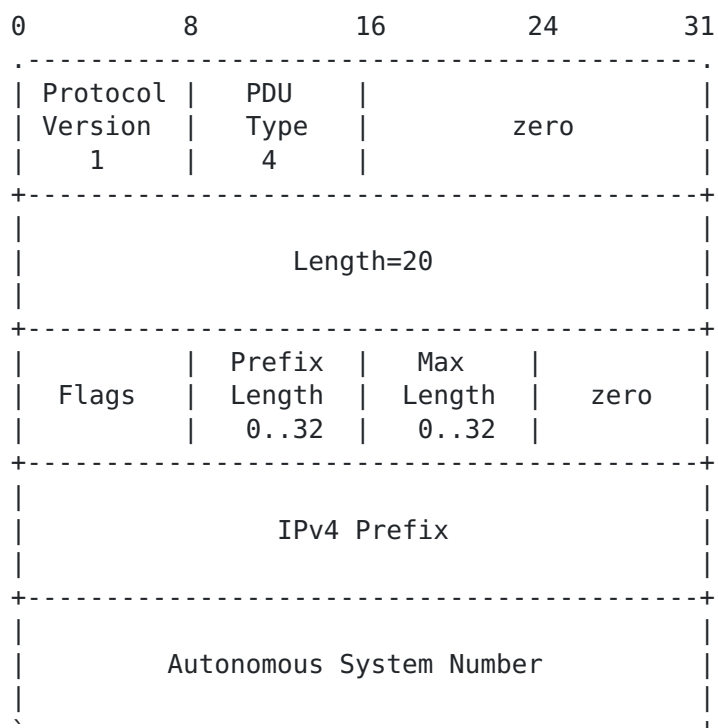 0 8 16 24 31
.-------------------------------------------.
| Protocol | PDU | |
| Version | Type | zero |
| 1 | 4 | |
+-------------------------------------------+
| |
| Length=20 |
| |
+-------------------------------------------+
| | Prefix | Max | |
| Flags | Length | Length | zero |
| | 0..32 | 0..32 | |
+-------------------------------------------+
| |
| IPv4 Prefix |
| |
+-------------------------------------------+
| |
| Autonomous System Number |
| |